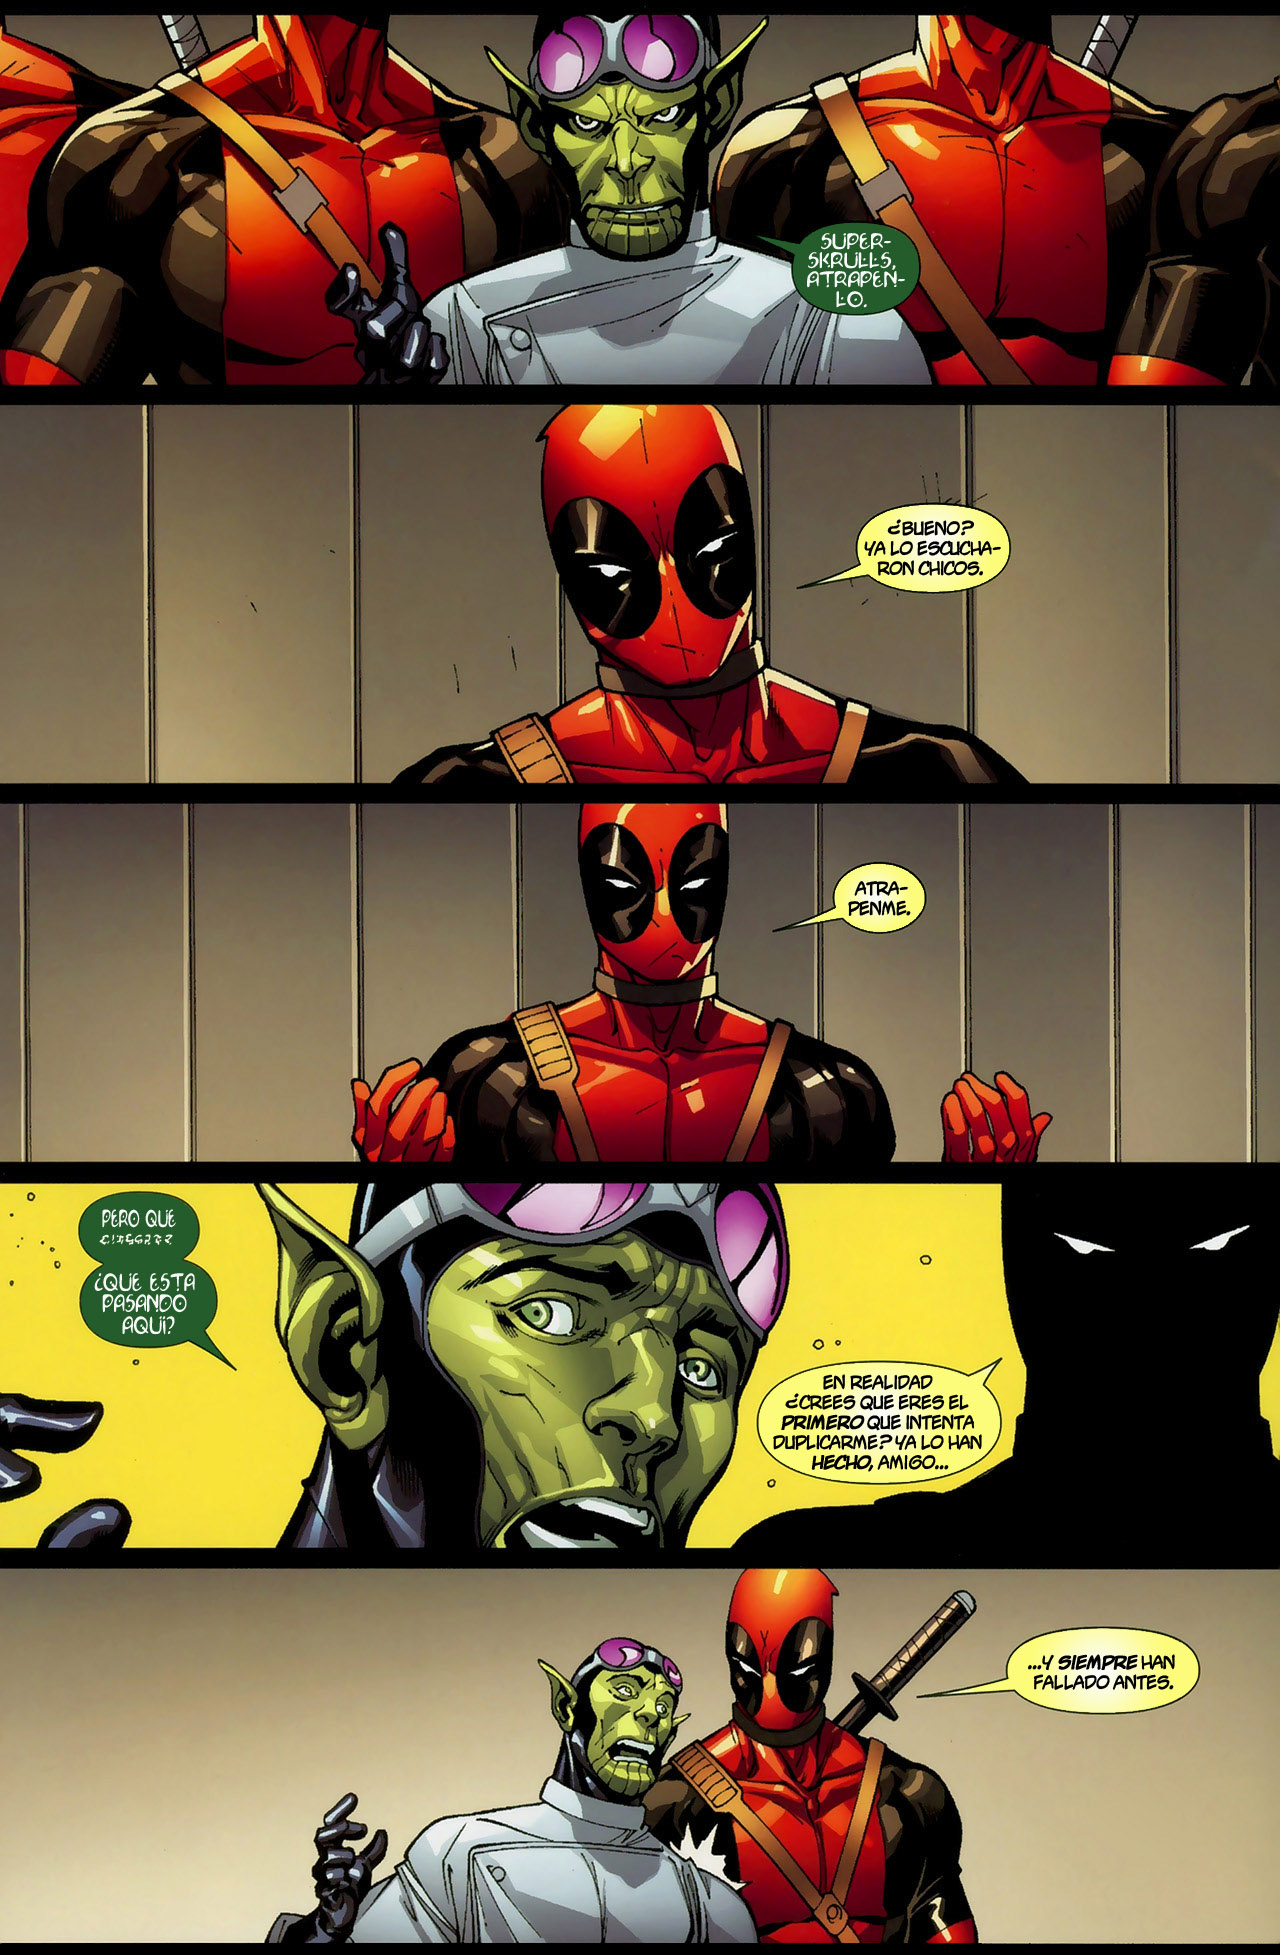 SUPER-
SKRULLS,
ATRAPEN-
LO.
¿BUENO?
YA LO ESCUCHA-
RON CHICOS.
ATRA-
PENME.
PERO QUE
¿QUE ESTA
PASANDO
AQUI?
EN REALIDAD
¿CREES QUE ERES EL
PRIMERO QUE INTENTA
DUPLICARME? YA LO HAN
HECHO, AMIGO...
...Y SIEMPRE HAN
FALLADO ANTES.